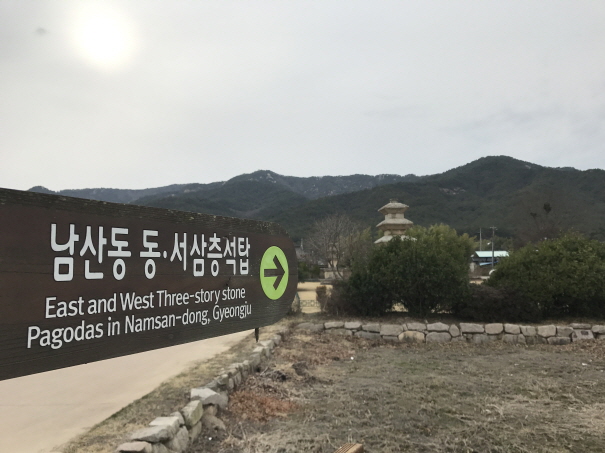 남산동 동·서삼층석탑
East and West Three-story stone
Pagodas in Namsan-dong, Gyeongju